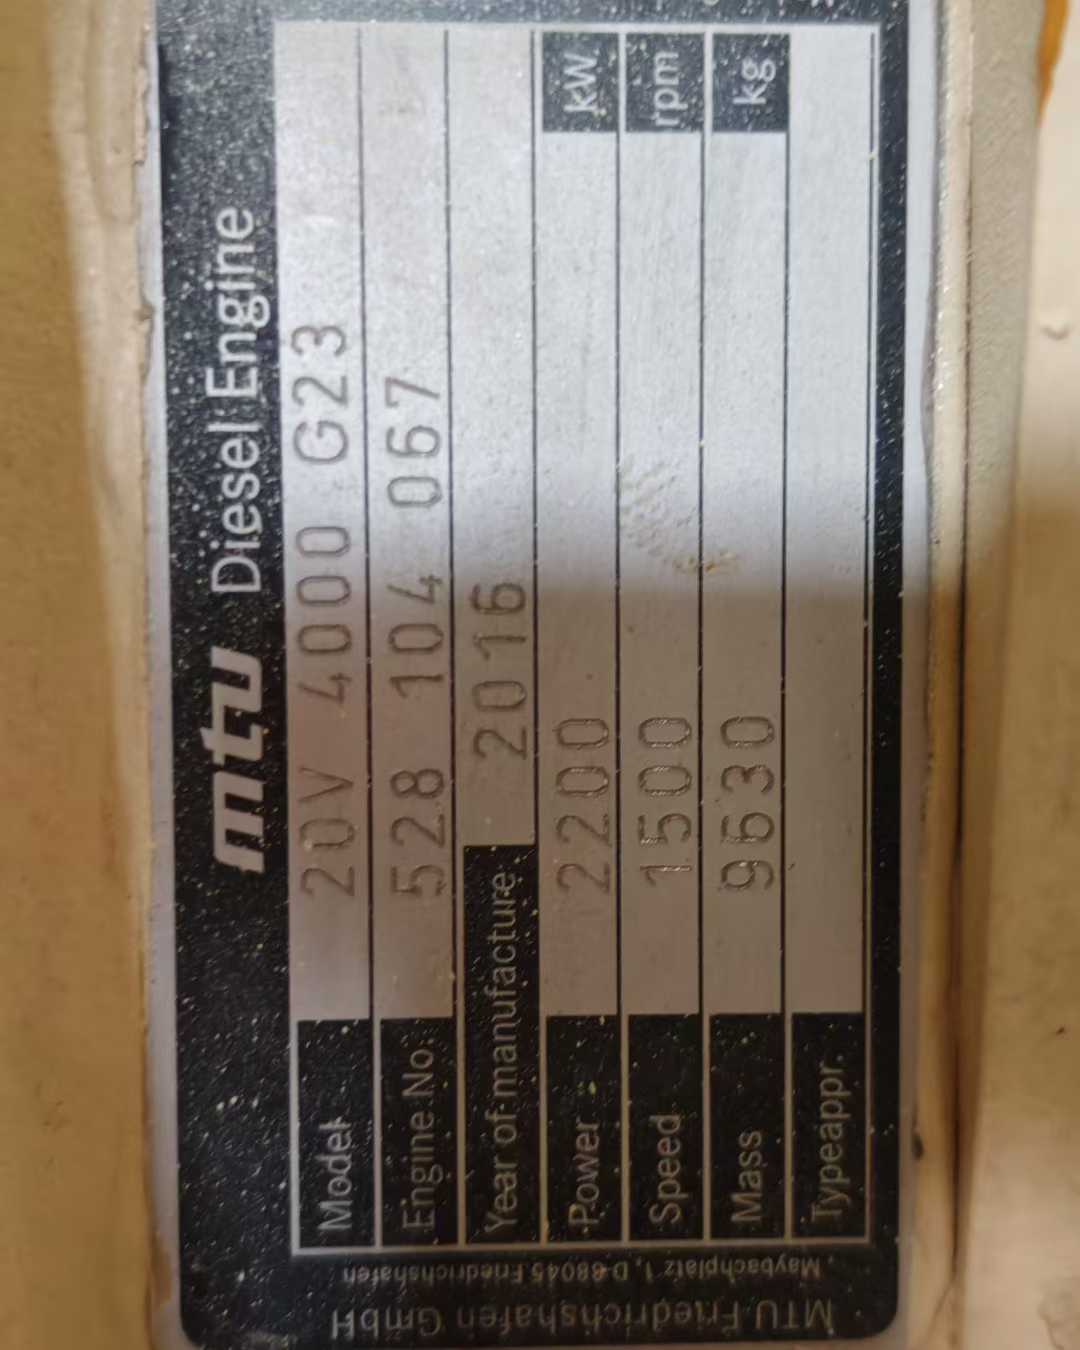 mtu Diesel Engine
Model 20V 4000 G23
Engine No. 528 104 067
Year of manufacture 2016
Power 2200 kW
Speed 1500 rpm
Mass 9630 kg
Typeappr.
MTU Friedrichshafen GmbH
Maybachplatz 1, D-88045 Friedrichshafen